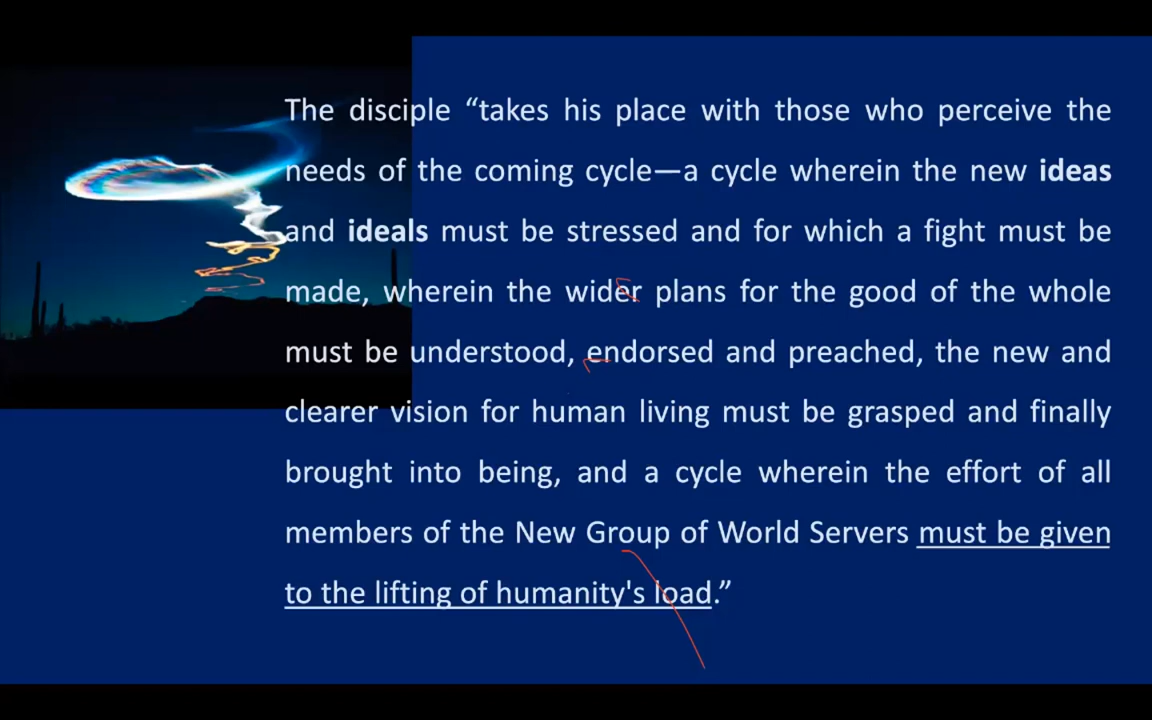 The disciple “takes his place with those who perceive the
needs of the coming cycle—a cycle wherein the new ideas
and ideals must be stressed and for which a fight must be
made, wherein the wider plans for the good of the whole
must be understood, endorsed and preached, the new and
clearer vision for human living must be grasped and finally
brought into being, and a cycle wherein the effort of all
members of the New Group of World Servers must be given
to the lifting of humanity's load.”